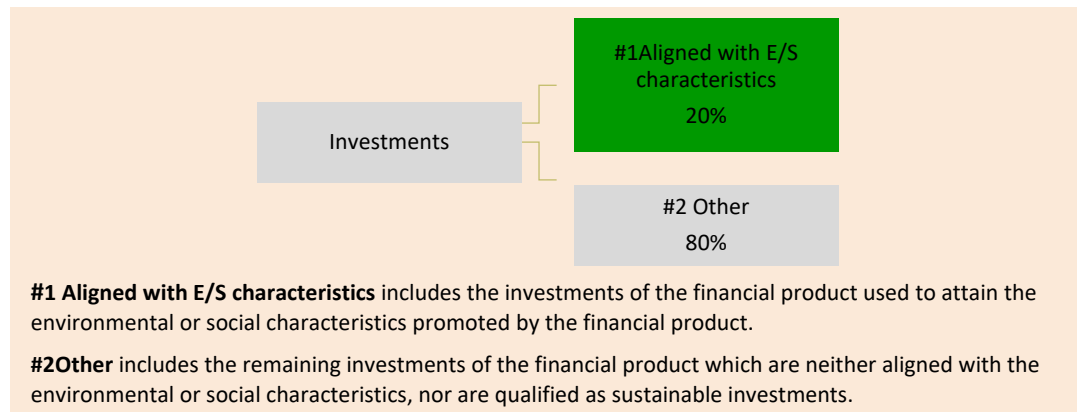 #1Aligned with E/S
characteristics
20%
Investments
#2 Other
80%
#1 Aligned with E/S characteristics includes the investments of the financial product used to attain the
environmental or social characteristics promoted by the financial product.
#2Other includes the remaining investments of the financial product which are neither aligned with the
environmental or social characteristics, nor are qualified as sustainable investments.